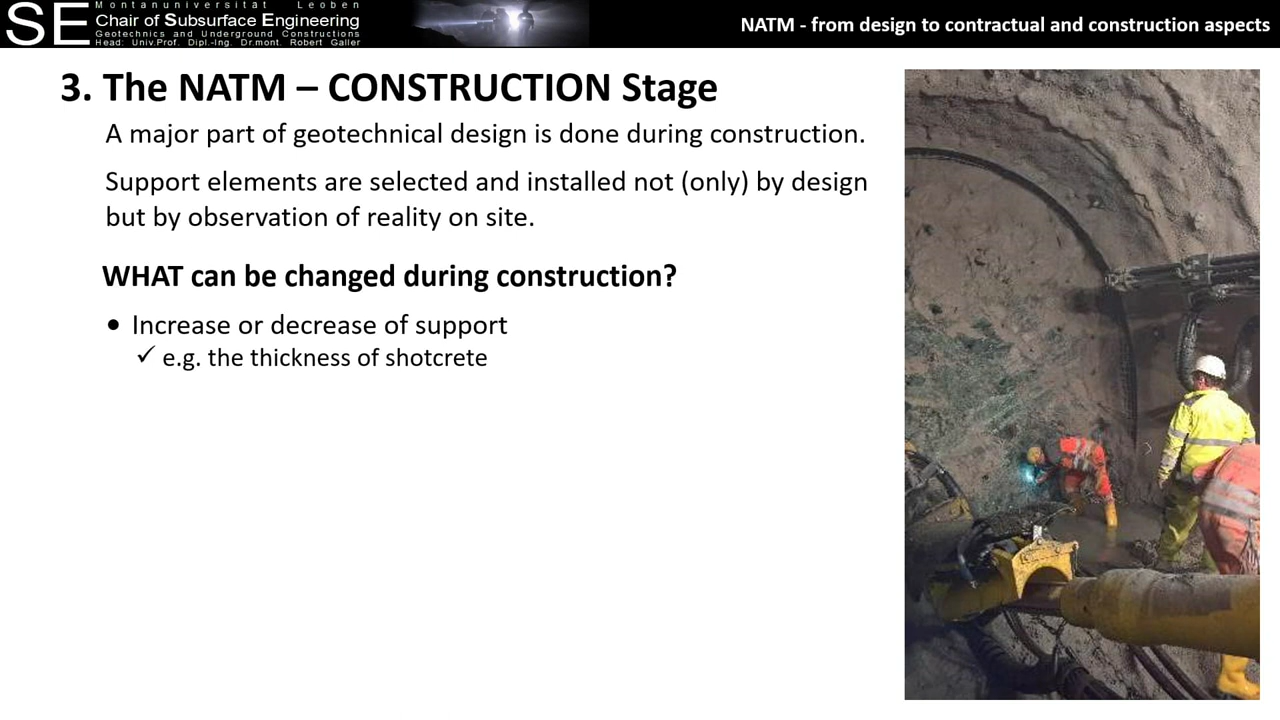 SE
Montanuniversität Leoben
Chair of Subsurface Engineering
Geotechnics and Underground Constructions
Head: Univ.Prof. Dipl.-Ing. Dr.mont. Robert Galler
NATM - from design to contractual and construction aspects
3. The NATM – CONSTRUCTION Stage
A major part of geotechnical design is done during construction.
Support elements are selected and installed not (only) by design
but by observation of reality on site.
WHAT can be changed during construction?
• Increase or decrease of support
✓ e.g. the thickness of shotcrete